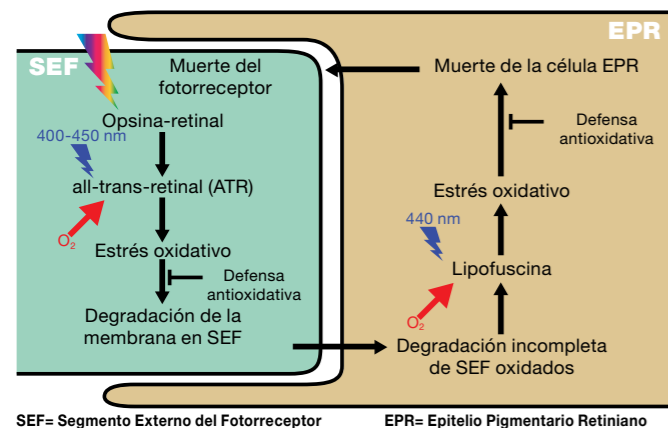 EPR
SEF
Muerte del
fotorreceptor
Opsina-retinal
400-450 nm
all-trans-retinal (ATR)
O₂
Estrés oxidativo
Defensa
antioxidativa
Degradación de la
membrana en SEF
Muerte de la célula EPR
Defensa
antioxidativa
Estrés oxidativo
440 nm
Lipofuscina
O₂
Degradación incompleta
de SEF oxidados
SEF= Segmento Externo del Fotorreceptor
EPR= Epitelio Pigmentario Retiniano